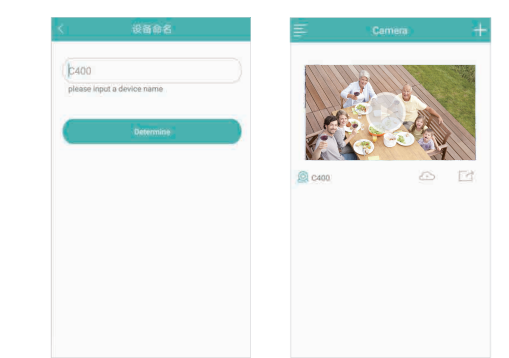 设备命名
C400
please input a device name
Determine
Camera
C400